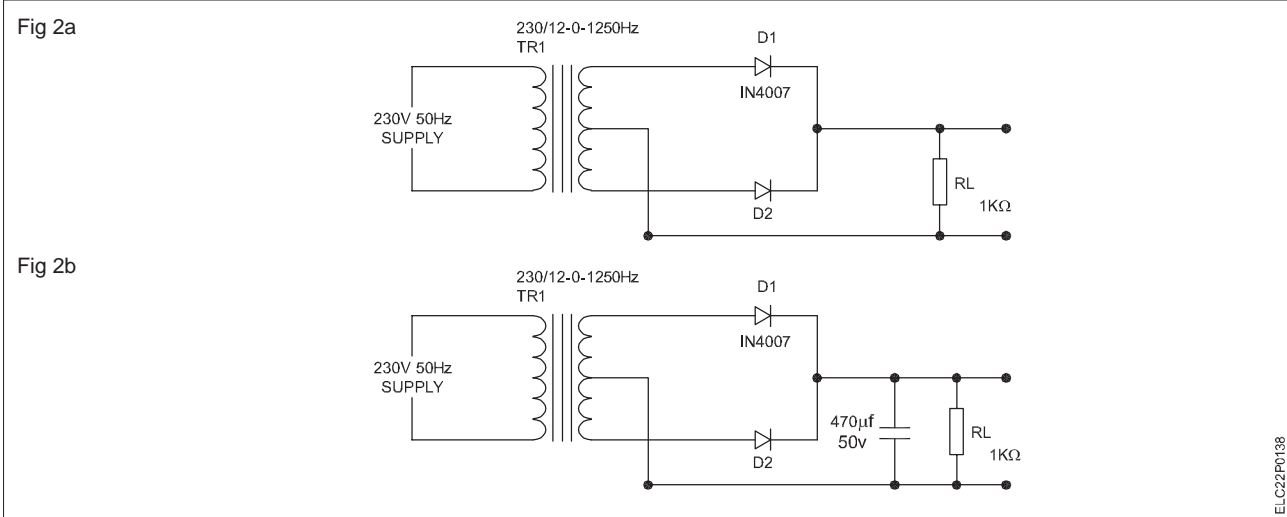 Fig 2a
230/12-0-1250Hz
TR1
D1
IN4007
230V 50Hz
SUPPLY
RL
1KΩ
D2
Fig 2b
230/12-0-1250Hz
TR1
D1
IN4007
230V 50Hz
SUPPLY
470µf
50v
RL
1KΩ
D2
ELC22P0138